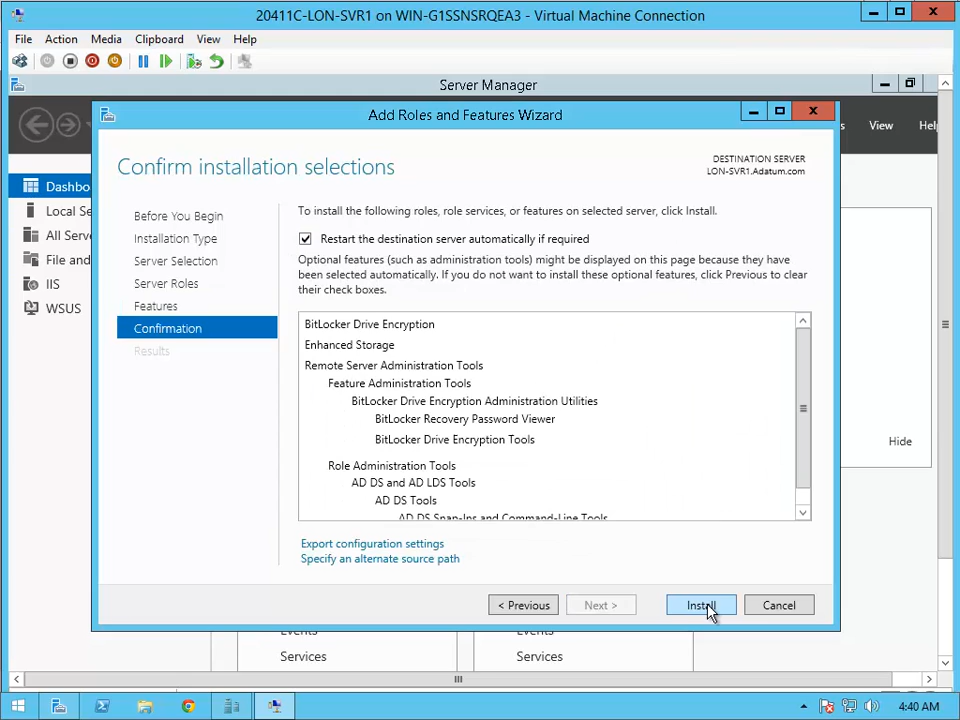 20411C-LON-SVR1 on WIN-G1SSNSRQEA3 - Virtual Machine Connection
File Action Media Clipboard View Help
Server Manager
Add Roles and Features Wizard
View
Confirm installation selections
DESTINATION SERVER
LON-SVR1.Adatum.com
Dashbo
Local Se
All Serv
File and
IIS
WSUS
Before You Begin
Installation Type
Server Selection
Server Roles
Features
Confirmation
Results
To install the following roles, role services, or features on selected server, click Install.
Restart the destination server automatically if required
Optional features (such as administration tools) might be displayed on this page because they have
been selected automatically. If you do not want to install these optional features, click Previous to clear
their check boxes.
BitLocker Drive Encryption
Enhanced Storage
Remote Server Administration Tools
Feature Administration Tools
BitLocker Drive Encryption Administration Utilities
BitLocker Recovery Password Viewer
BitLocker Drive Encryption Tools
Role Administration Tools
AD DS and AD LDS Tools
AD DS Tools
AD DS Snap-Ins and Command-Line Tools
Hide
Export configuration settings
Specify an alternate source path
< Previous Next > Install Cancel
Events Events
Services Services
4:40 AM